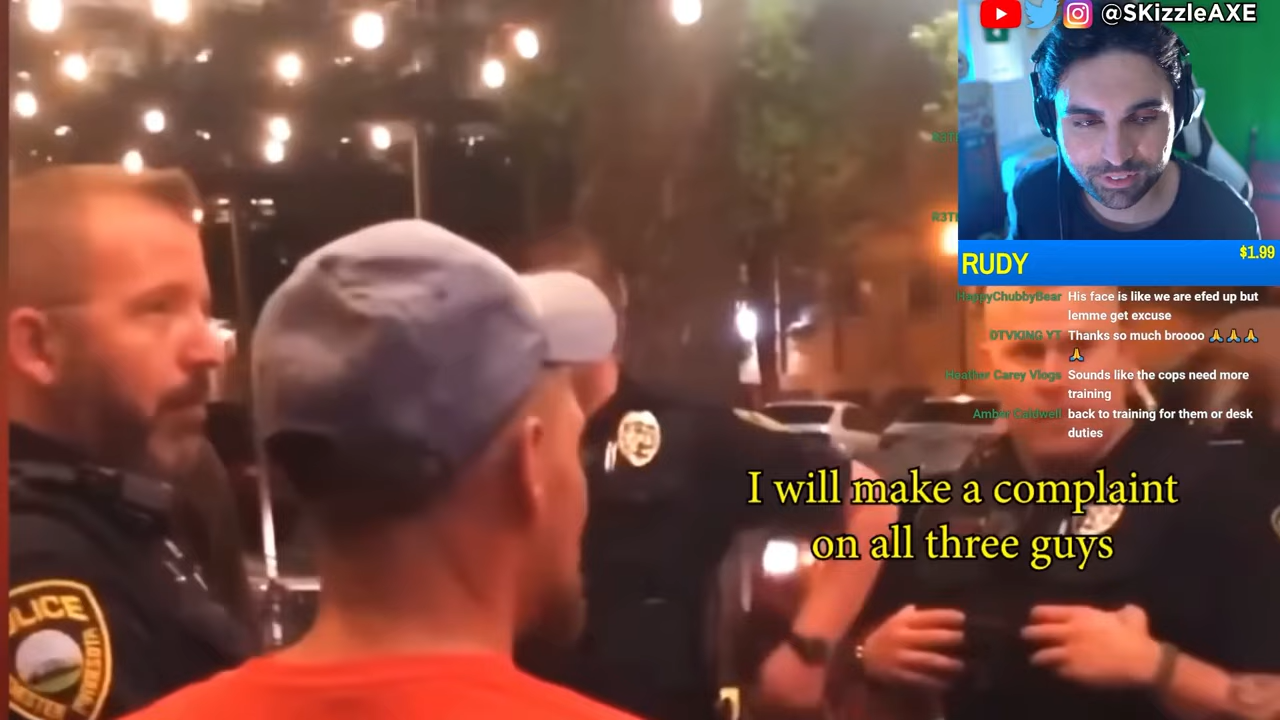 @SKizzleAXE
RUDY
$1.99
HappyChubbyBear His face is like we are efed up but
lemme get excuse
DTVKING YT Thanks so much broooo 🙏🙏🙏
🙏
Heather Carey Vlogs Sounds like the cops need more
training
Amber Caldwell back to training for them or desk
duties
I will make a complaint
on all three guys
POLICE
MINNESOTA